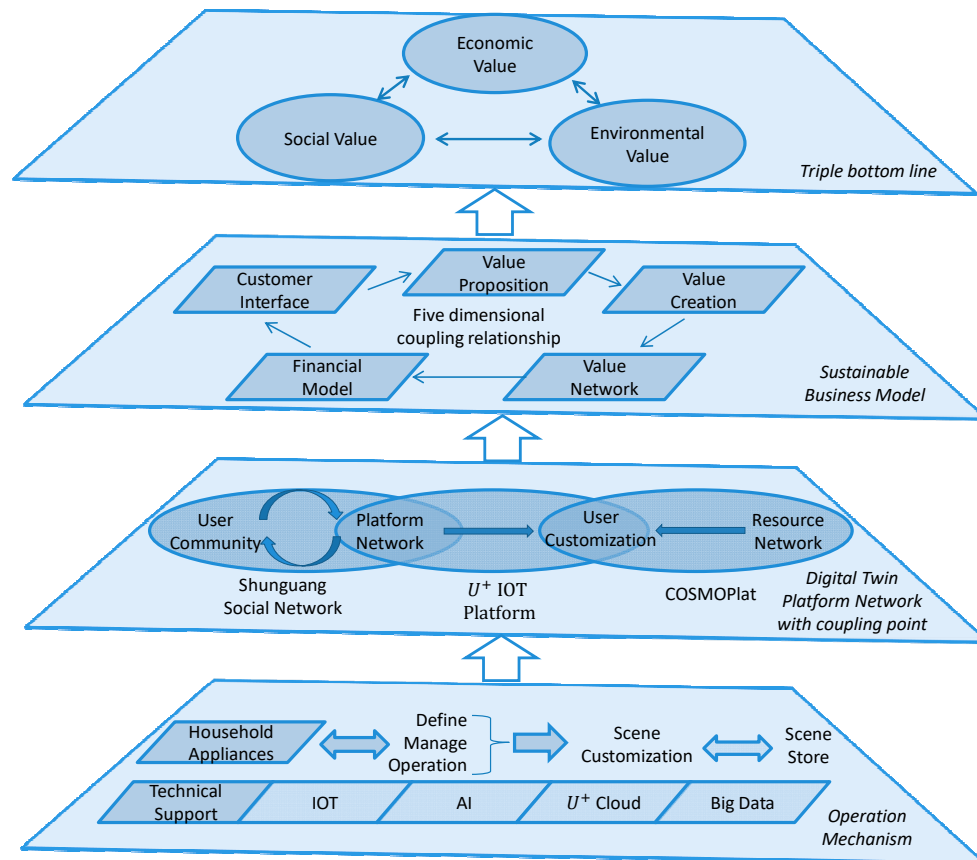 Economic
Value
Social Value
Environmental
Value
Triple bottom line
Customer
Interface
Value
Proposition
Value
Creation
Five dimensional
coupling relationship
Financial
Model
Value
Network
Sustainable
Business Model
User
Community
Platform
Network
User
Customization
Resource
Network
Shunguang
Social Network
U⁺ IOT
Platform
COSMOPlat
Digital Twin
Platform Network
with coupling point
Household
Appliances
Define
Manage
Operation
Scene
Customization
Scene
Store
Technical
Support
IOT
AI
U⁺ Cloud
Big Data
Operation
Mechanism